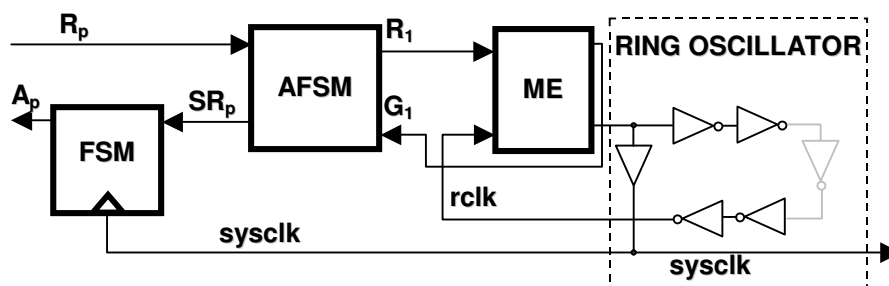 Rp
R1
RING OSCILLATOR
AFSM
ME
Ap
SRp
G1
FSM
rclk
sysclk
sysclk